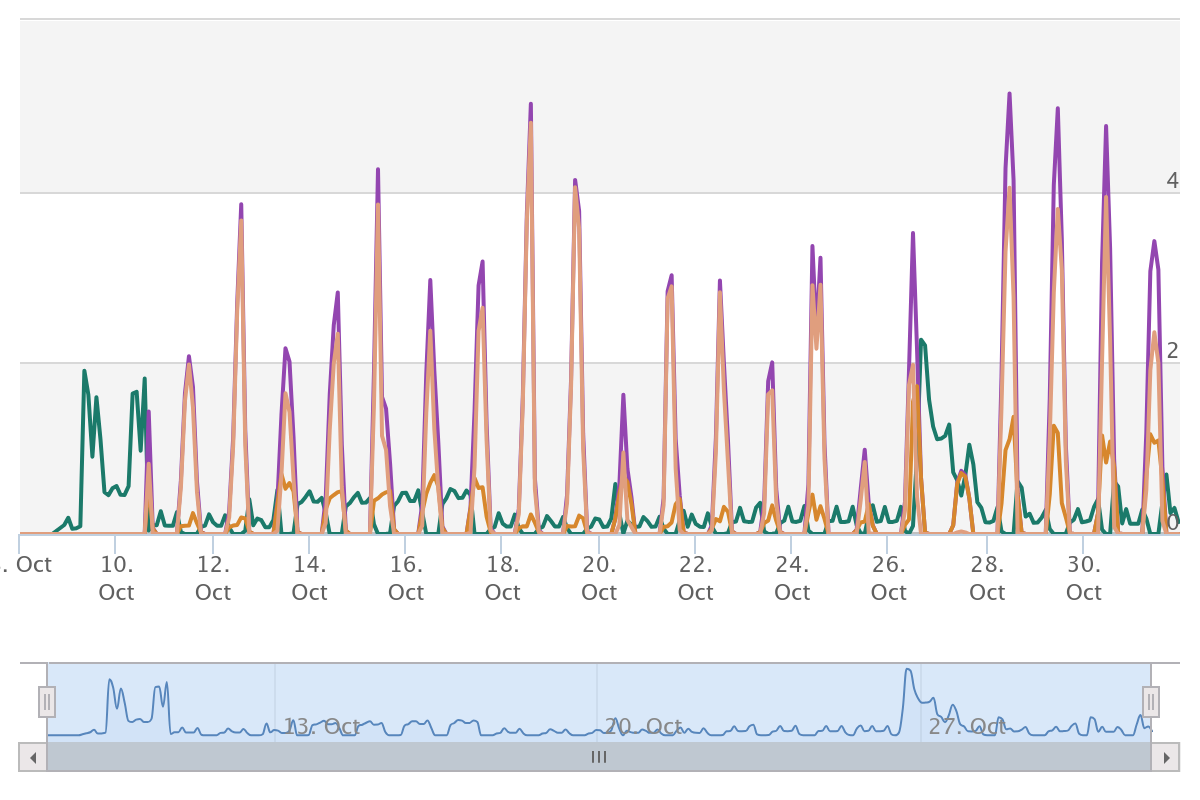 4
2
0
. Oct
10. Oct
12. Oct
14. Oct
16. Oct
18. Oct
20. Oct
22. Oct
24. Oct
26. Oct
28. Oct
30. Oct
13. Oct
20. Oct
27. Oct